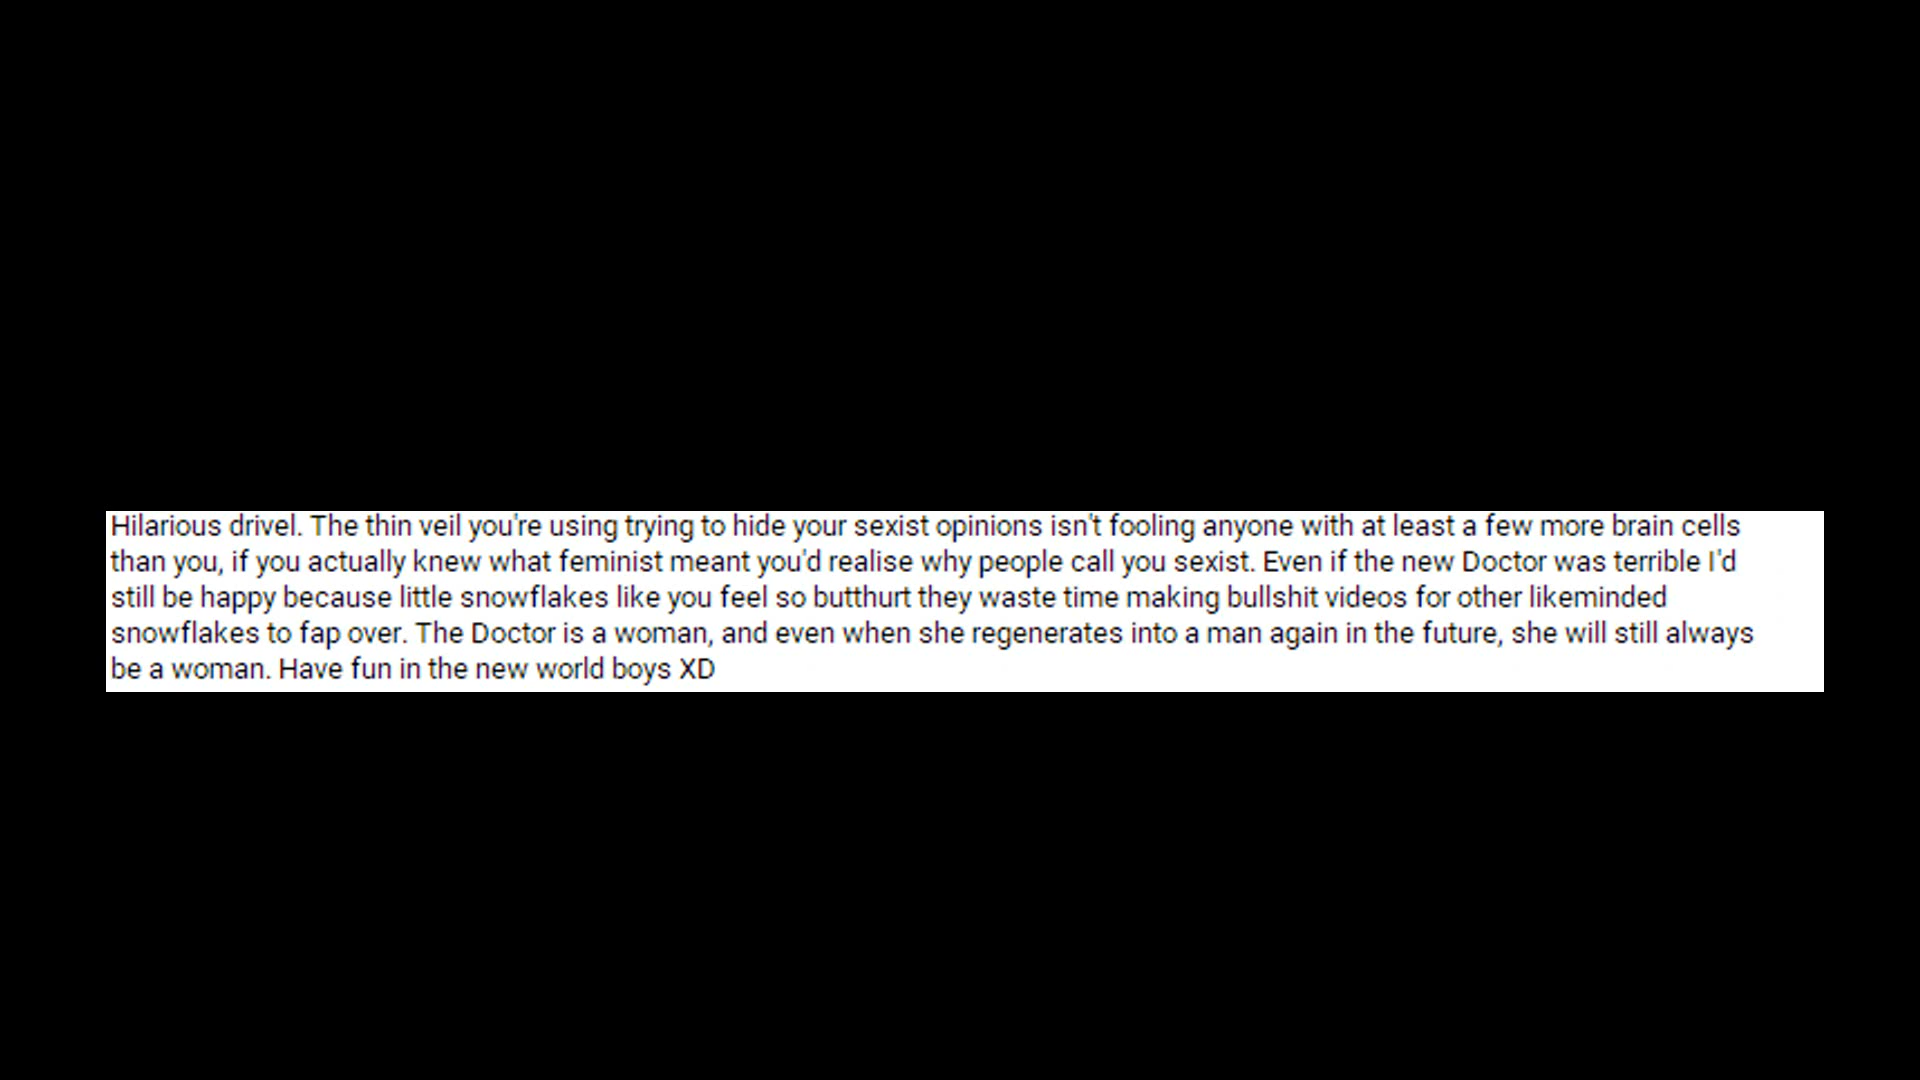 Hilarious drivel. The thin veil you're using trying to hide your sexist opinions isn't fooling anyone with at least a few more brain cells
than you, if you actually knew what feminist meant you'd realise why people call you sexist. Even if the new Doctor was terrible I'd
still be happy because little snowflakes like you feel so butthurt they waste time making bullshit videos for other likeminded
snowflakes to fap over. The Doctor is a woman, and even when she regenerates into a man again in the future, she will still always
be a woman. Have fun in the new world boys XD